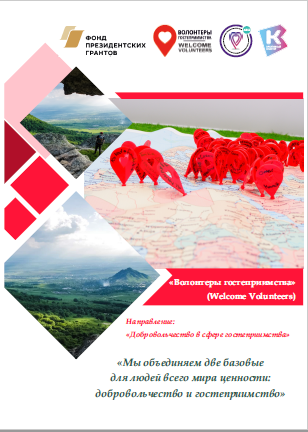 ФОНД
ПРЕЗИДЕНТСКИХ
ГРАНТОВ
ВОЛОНТЕРЫ
ГОСТЕПРИИМСТВА
WELCOME
VOLUNTEERS
«Волонтеры гостеприимства»
(Welcome Volunteers)
Направление:
«Добровольчество в сфере гостеприимства»
«Мы объединяем две базовые
для людей всего мира ценности:
добровольчество и гостеприимство»